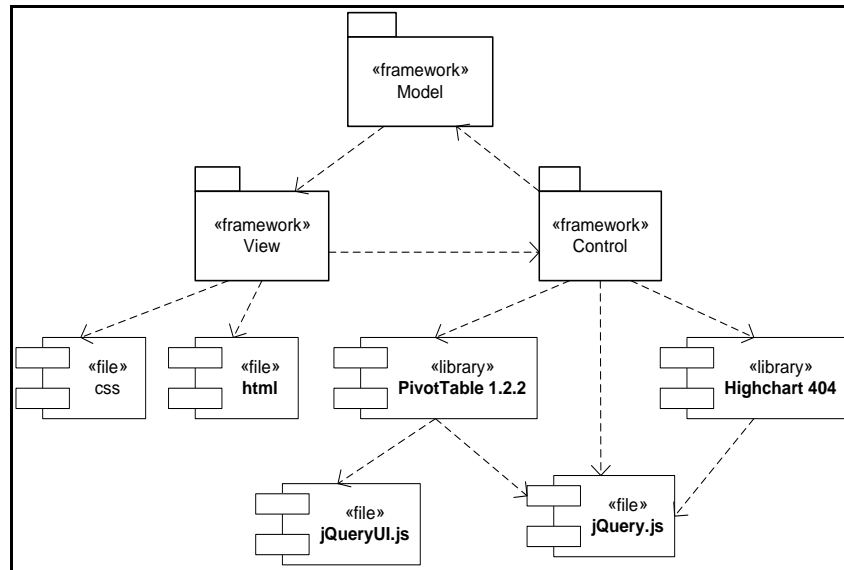 «framework»
Model
«framework»
View
«framework»
Control
«file»
css
«file»
html
«library»
PivotTable 1.2.2
«library»
Highchart 404
«file»
jQueryUI.js
«file»
jQuery.js